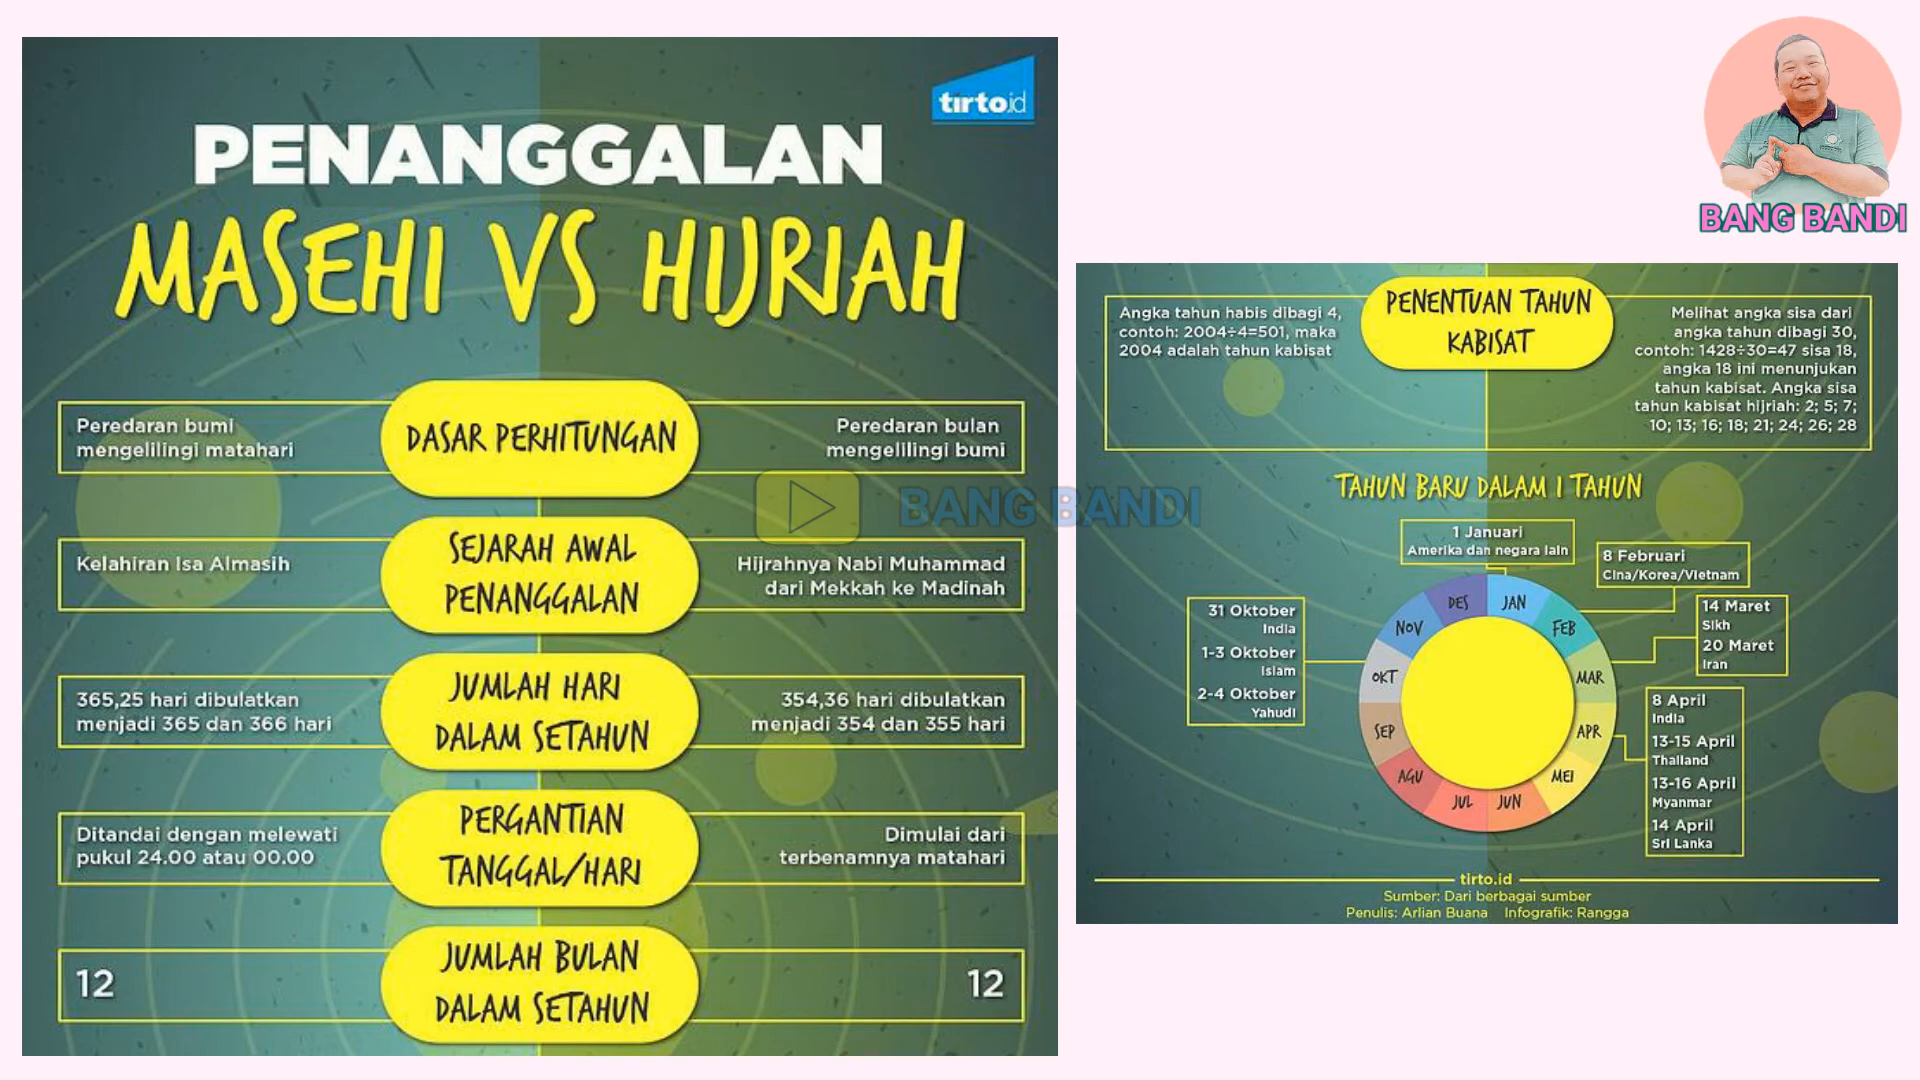 tirto.id
PENANGGALAN
MASEHI VS HIJRIAH
Peredaran bumi
mengelilingi matahari
DASAR PERHITUNGAN
Peredaran bulan
mengelilingi bumi
Kelahiran Isa Almasih
SEJARAH AWAL
PENANGGALAN
Hijrahnya Nabi Muhammad
dari Mekkah ke Madinah
365,25 hari dibulatkan
menjadi 365 dan 366 hari
JUMLAH HARI
DALAM SETAHUN
354,36 hari dibulatkan
menjadi 354 dan 355 hari
Ditandai dengan melewati
pukul 24.00 atau 00.00
PERGANTIAN
TANGGAL/HARI
Dimulai dari
terbenamnya matahari
12
JUMLAH BULAN
DALAM SETAHUN
12
BANG BANDI
BANG BANDI
Angka tahun habis dibagi 4,
contoh: 2004÷4=501, maka
2004 adalah tahun kabisat
PENENTUAN TAHUN
KABISAT
Melihat angka sisa dari
angka tahun dibagi 30,
contoh: 1428÷30=47 sisa 18,
angka 18 ini menunjukan
tahun kabisat. Angka sisa
tahun kabisat hijriah: 2; 5; 7;
10; 13; 16; 18; 21; 24; 26; 28
TAHUN BARU DALAM 1 TAHUN
1 Januari
Amerika dan negara lain
8 Februari
Cina/Korea/Vietnam
14 Maret
Sikh
20 Maret
Iran
8 April
India
13-15 April
Thailand
13-16 April
Myanmar
14 April
Sri Lanka
31 Oktober
India
1-3 Oktober
Islam
2-4 Oktober
Yahudi
JAN
FEB
MAR
APR
MEI
JUN
JUL
AGU
SEP
OKT
NOV
DES
tirto.id
Sumber: Dari berbagai sumber
Penulis: Arlian Buana Infografik: Rangga